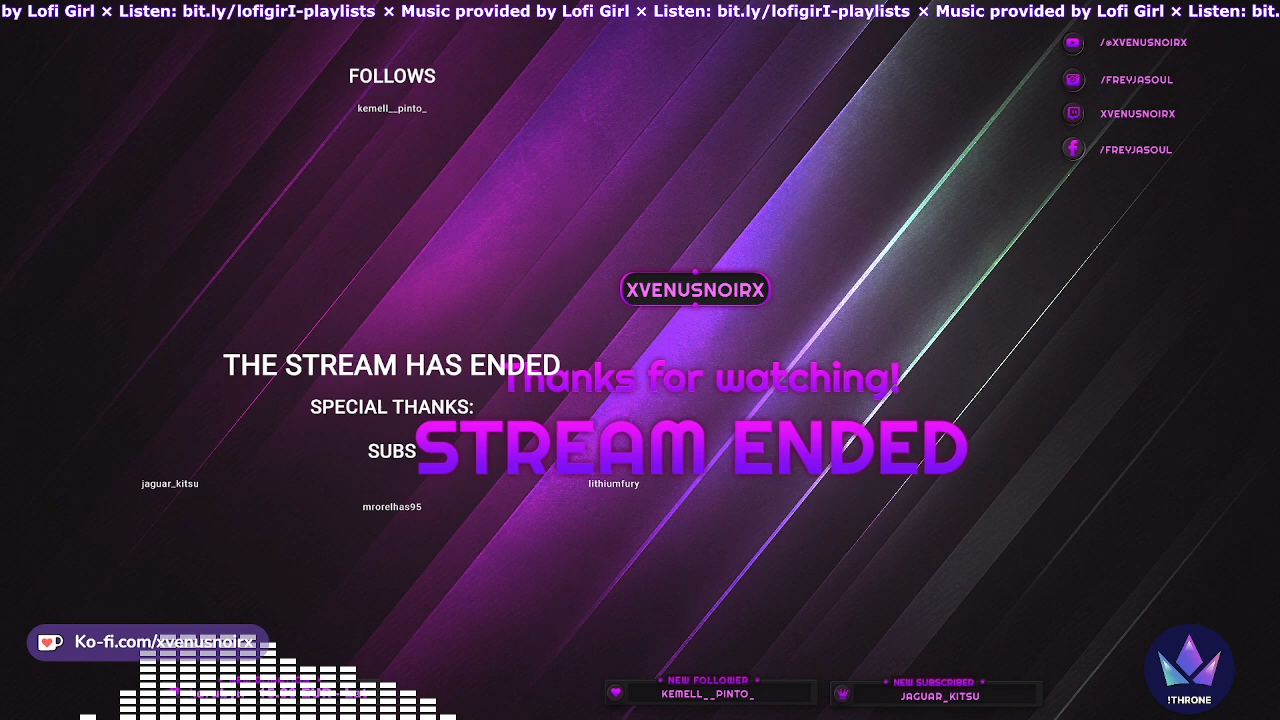 by Lofi Girl × Listen: bit.ly/lofigirI-playlists × Music provided by Lofi Girl × Listen: bit.ly/lofigirI-playlists × Music provided by Lofi Girl × Listen: bit.
/@XVENUSNOIRX
FOLLOWS
/FREYJASOUL
kemell__pinto_
XVENUSNOIRX
/FREYJASOUL
XVENUSNOIRX
THE STREAM HAS ENDED
Thanks for watching!
SPECIAL THANKS:
STREAM ENDED
SUBS
jaguar_kitsu
lithiumfury
mrorelhas95
Ko-fi.com/xvenusnoirx
NEW FOLLOWER
KEMELL__PINTO_
NEW SUBSCRIBED
JAGUAR_KITSU
!THRONE